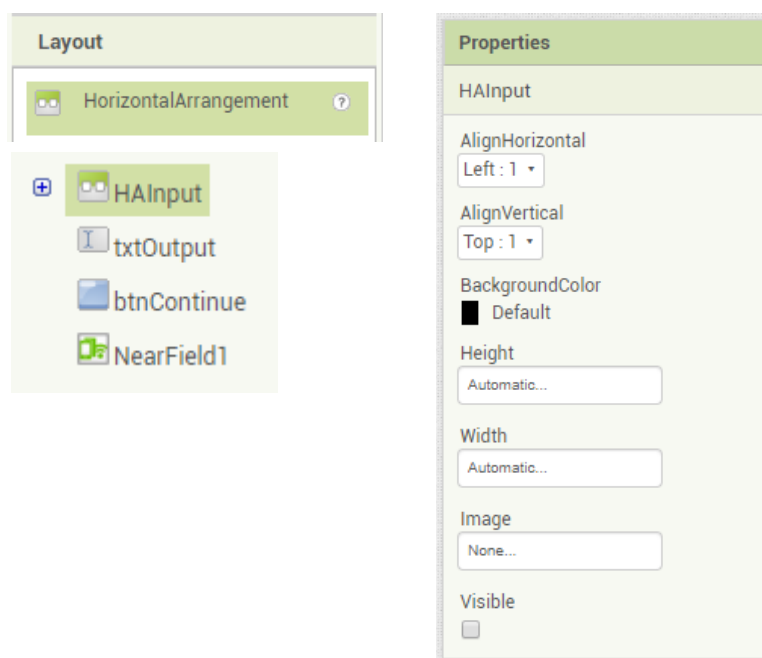 Layout
HorizontalArrangement
?
HAInput
txtOutput
btnContinue
NearField1
Properties
HAInput
AlignHorizontal
Left : 1
AlignVertical
Top : 1
BackgroundColor
Default
Height
Automatic...
Width
Automatic...
Image
None...
Visible